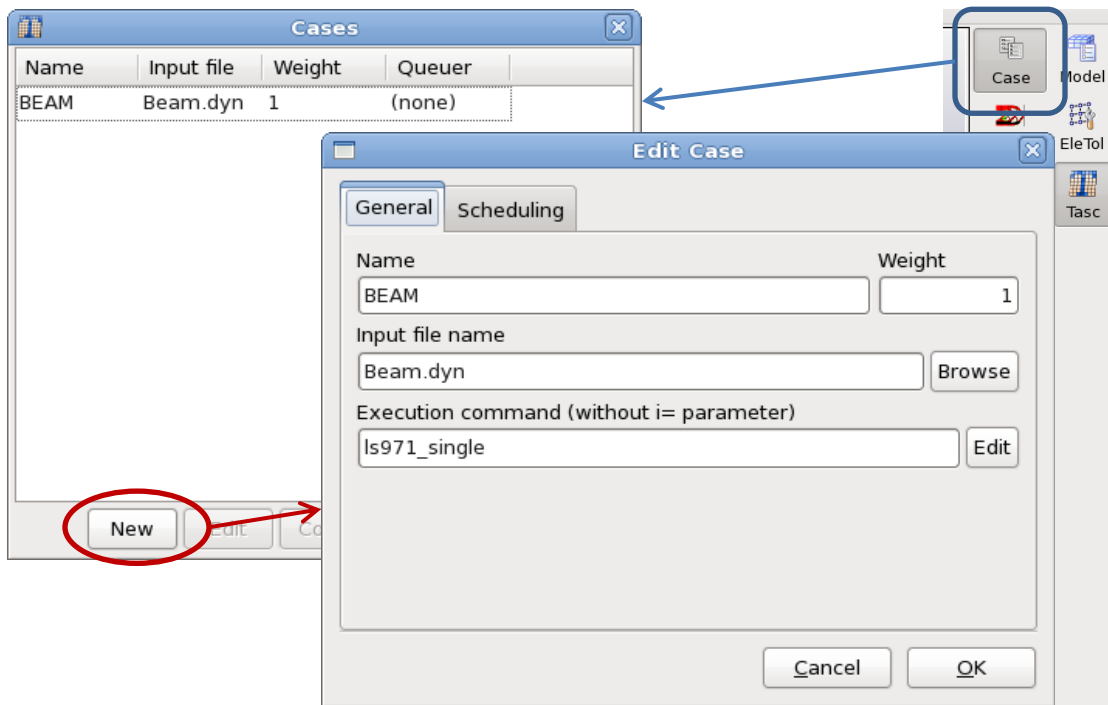 Cases
Name Input file Weight Queuer
BEAM Beam.dyn 1 (none)
New Edit Co
Case Model
EleTol
Tasc
Edit Case
General Scheduling
Name Weight
BEAM 1
Input file name
Beam.dyn Browse
Execution command (without i= parameter)
ls971_single Edit
Cancel OK